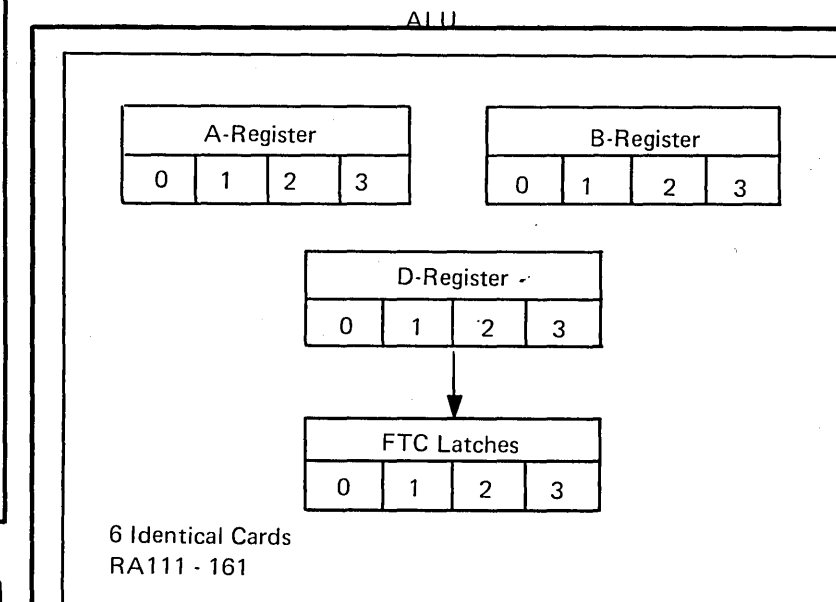 ALU
A-Register
0 1 2 3
B-Register
0 1 2 3
D-Register
0 1 2 3
FTC Latches
0 1 2 3
6 Identical Cards
RA111 - 161